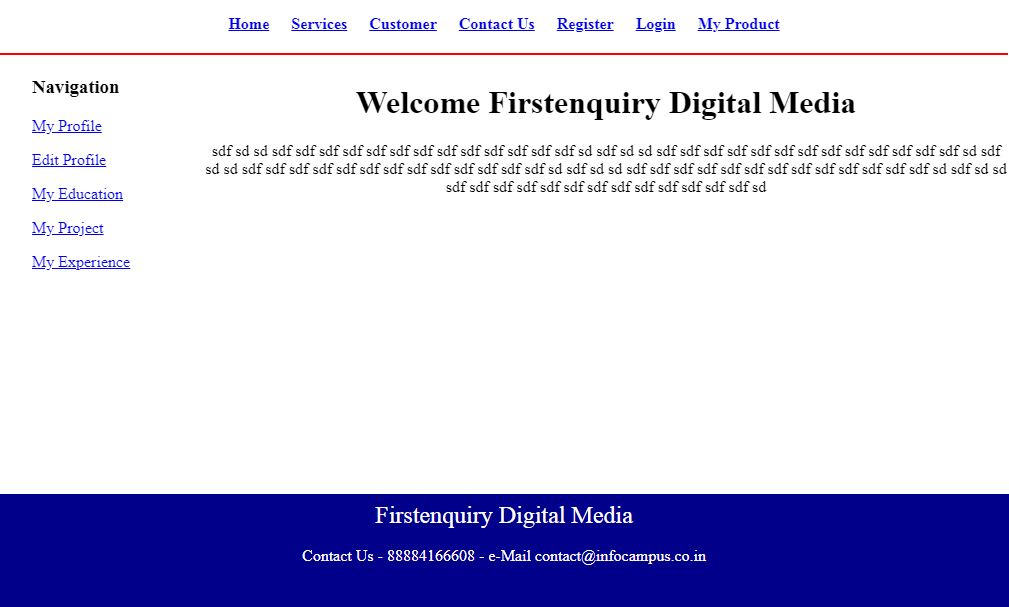 Home Services Customer Contact Us Register Login My Product
Navigation
My Profile
Edit Profile
My Education
My Project
My Experience
Welcome Firstenquiry Digital Media
sdf sd sd sdf sdf sdf sdf sdf sdf sdf sdf sdf sdf sdf sdf sdf sd sdf sd sd sdf sdf sdf sdf sdf sdf sdf sdf sdf sdf sdf sdf sdf sd sdf
sd sd sdf sdf sdf sdf sdf sdf sdf sdf sdf sdf sdf sdf sdf sd sdf sd sd sdf sdf sdf sdf sdf sdf sdf sdf sdf sdf sdf sdf sdf sd sdf sd sd
sdf sdf sdf sdf sdf sdf sdf sdf sdf sdf sdf sdf sdf sd
Firstenquiry Digital Media
Contact Us - 88884166608 - e-Mail contact@infocampus.co.in